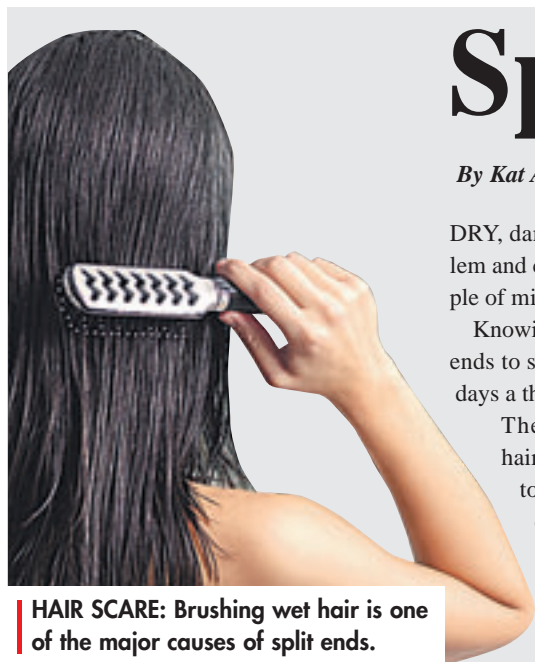 Sp
By Kat A
DRY, dar
lem and c
ple of mi
Knowi
ends to s
days a th
The
hair
to
HAIR SCARE: Brushing wet hair is one
of the major causes of split ends.